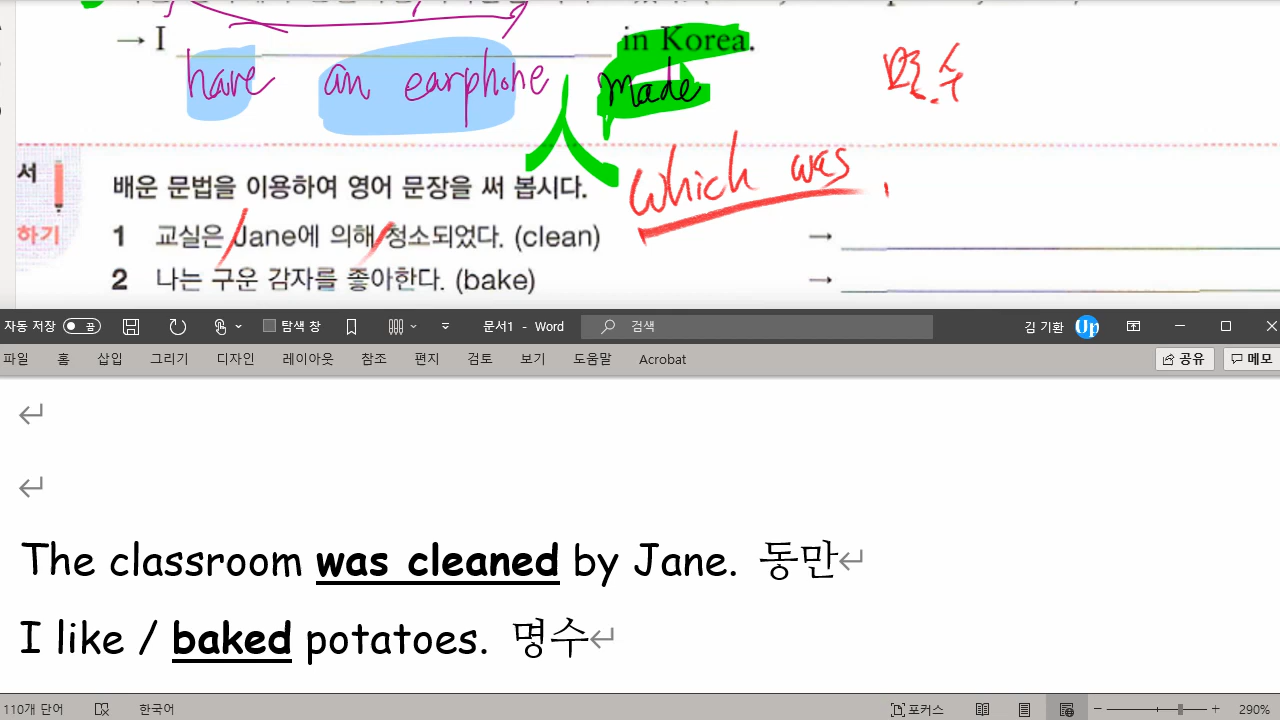 → I in Korea.
have an earphone made
명수
which was
서
배운 문법을 이용하여 영어 문장을 써 봅시다.
하기
1 교실은 Jane에 의해 청소되었다. (clean) →
2 나는 구운 감자를 좋아한다. (bake) →
자동 저장 끔 탐색 창 문서1 - Word 검색 김 기환 Up
파일 홈 삽입 그리기 디자인 레이아웃 참조 편지 검토 보기 도움말 Acrobat 공유 메모
The classroom was cleaned by Jane. 동만
I like / baked potatoes. 명수
110개 단어 한국어 포커스 290%